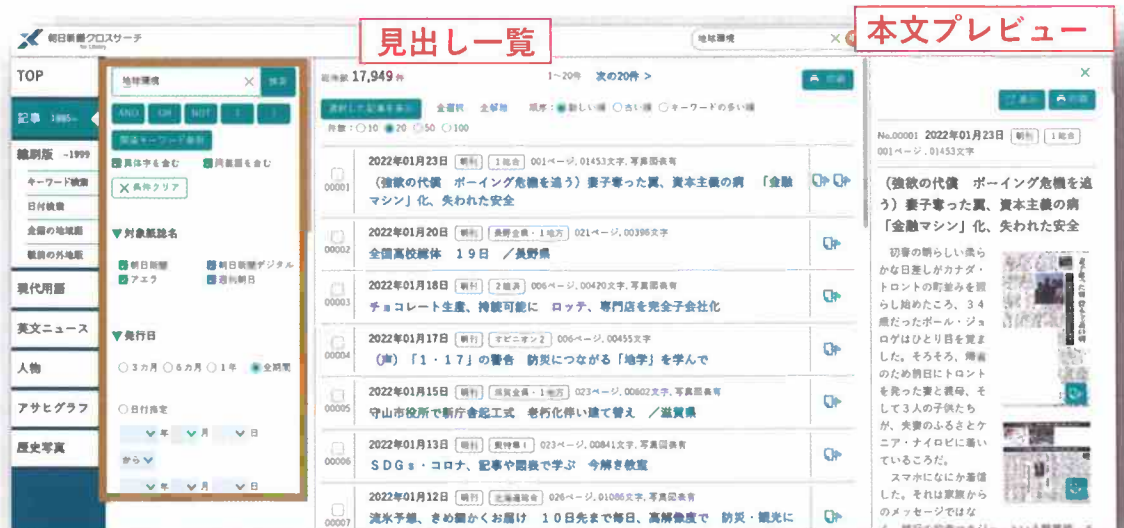 見出し一覧
本文プレビュー
朝日新聞クロスサーチ
for Library
地球環境
TOP
記事 1985~
縮刷版 ~1999
キーワード検索
日付検索
全国の地域面
戦前の外地版
現代用語
英文ニュース
人物
アサヒグラフ
歴史写真
地球環境
検索
AND OR NOT ( )
関連キーワード参照
異体字を含む 同義語を含む
条件クリア
▼対象紙誌名
朝日新聞 朝日新聞デジタル
アエラ 週刊朝日
▼発行日
3カ月 6カ月 1年 全期間
日付指定
年 月 日
から
年 月 日
総件数 17,949件
1~20件 次の20件 >
印刷
選択した記事を表示 全選択 全解除 順序: 新しい順 古い順 キーワードの多い順
件数: 10 20 50 100
2022年01月23日 朝刊 1総合 001ページ, 01453文字, 写真図表有
00001
(強欲の代償 ボーイング危機を追う)妻子奪った翼、資本主義の病 「金融
マシン」化、失われた安全
2022年01月20日 朝刊 長野全県・1地方 021ページ, 00396文字
00002
全国高校総体 19日 /長野県
2022年01月18日 朝刊 2経済 006ページ, 00420文字, 写真図表有
00003
チョコレート生産、持続可能に ロッテ、専門店を完全子会社化
2022年01月17日 朝刊 オピニオン2 006ページ, 00455文字
00004
(声)「1・17」の警告 防災につながる「地学」を学んで
2022年01月15日 朝刊 滋賀全県・1地方 023ページ, 00602文字, 写真図表有
00005
守山市役所で新庁舎起工式 老朽化伴い建て替え /滋賀県
2022年01月13日 朝刊 023ページ, 00841文字, 写真図表有
00006
SDGs・コロナ、記事や図表で学ぶ 今解き教室
2022年01月12日 朝刊 北海道総合 026ページ, 01086文字, 写真図表有
00007
流氷予想、きめ細かくお届け 10日先まで毎日、高解像度で 防災・観光に
表示 印刷
No.00001 2022年01月23日 朝刊 1総合
001ページ, 01453文字
(強欲の代償 ボーイング危機を追
う)妻子奪った翼、資本主義の病
「金融マシン」化、失われた安全
初春の朝らしい柔ら
かな日差しがカナダ・
トロントの町並みを照
らし始めたころ、34
歳だったポール・ジョ
ロゲはひとり目を覚ま
した。そろそろ、帰省
のため前日にトロント
を発った妻と義母、そ
して3人の子供たち
が、夫妻のふるさとケ
ニア・ナイロビに着い
ているころだ。
スマホになにか着信
した。それは家族から
のメッセージではな